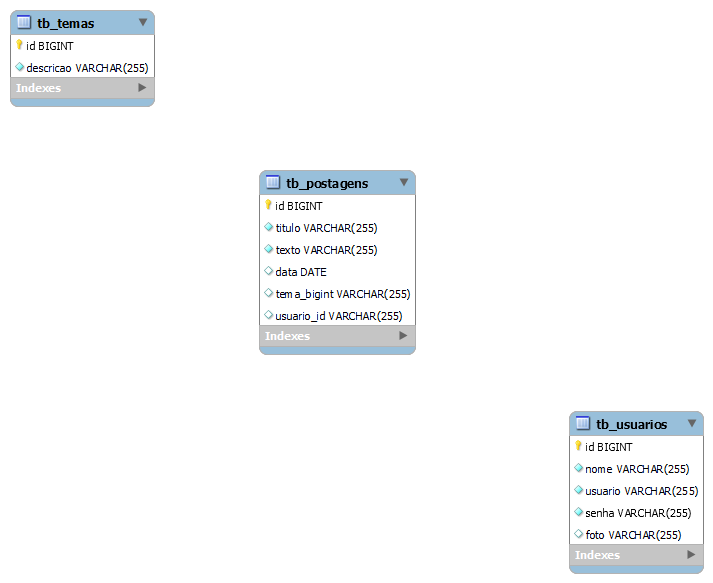 tb_temas
id BIGINT
descricao VARCHAR(255)
Indexes
tb_postagens
id BIGINT
titulo VARCHAR(255)
texto VARCHAR(255)
data DATE
tema_bigint VARCHAR(255)
usuario_id VARCHAR(255)
Indexes
tb_usuarios
id BIGINT
nome VARCHAR(255)
usuario VARCHAR(255)
senha VARCHAR(255)
foto VARCHAR(255)
Indexes